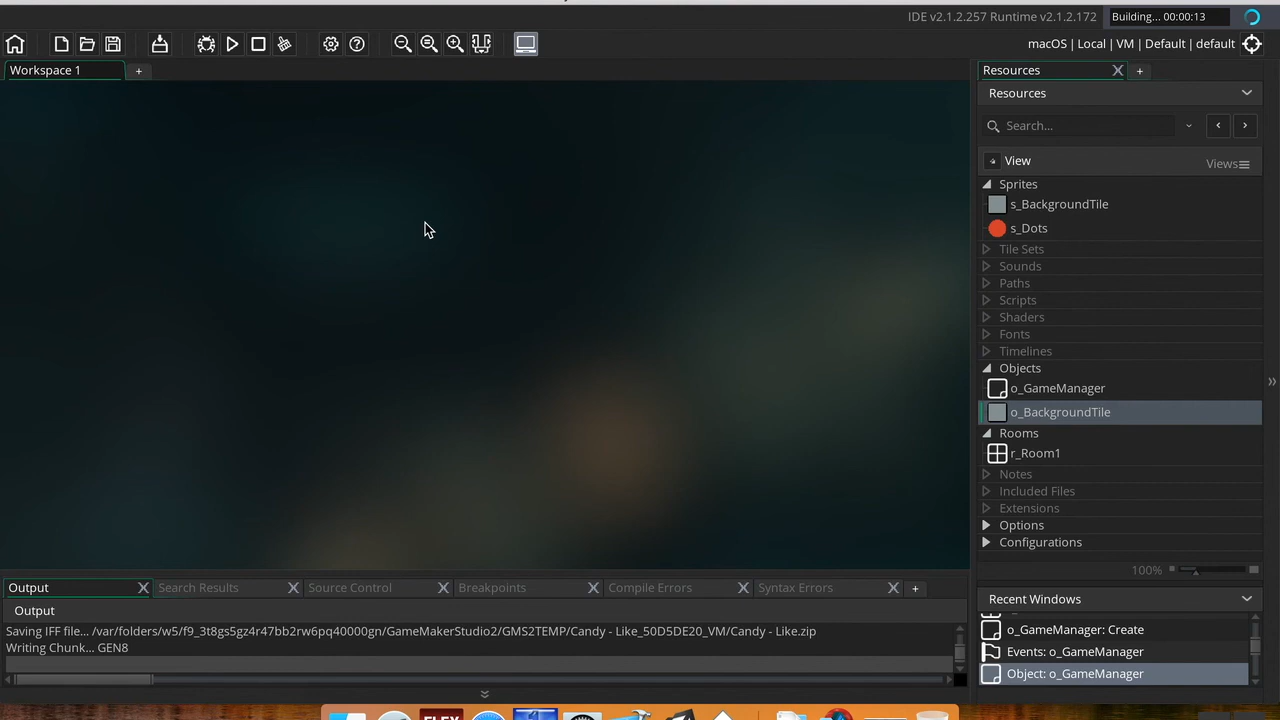 IDE v2.1.2.257 Runtime v2.1.2.172
Building... 00:00:13
macOS | Local | VM | Default | default
Workspace 1
+
Resources
+
Resources
Search...
View
Views
Sprites
s_BackgroundTile
s_Dots
Tile Sets
Sounds
Paths
Scripts
Shaders
Fonts
Timelines
Objects
o_GameManager
o_BackgroundTile
Rooms
r_Room1
Notes
Included Files
Extensions
Options
Configurations
100%
Output
Search Results
Source Control
Breakpoints
Compile Errors
Syntax Errors
+
Output
Saving IFF file... /var/folders/w5/f9_3t8gs5gz4r47bb2rw6pq40000gn/GameMakerStudio2/GMS2TEMP/Candy - Like_50D5DE20_VM/Candy - Like.zip
Writing Chunk... GEN8
Recent Windows
o_GameManager: Create
Events: o_GameManager
Object: o_GameManager
FLEX